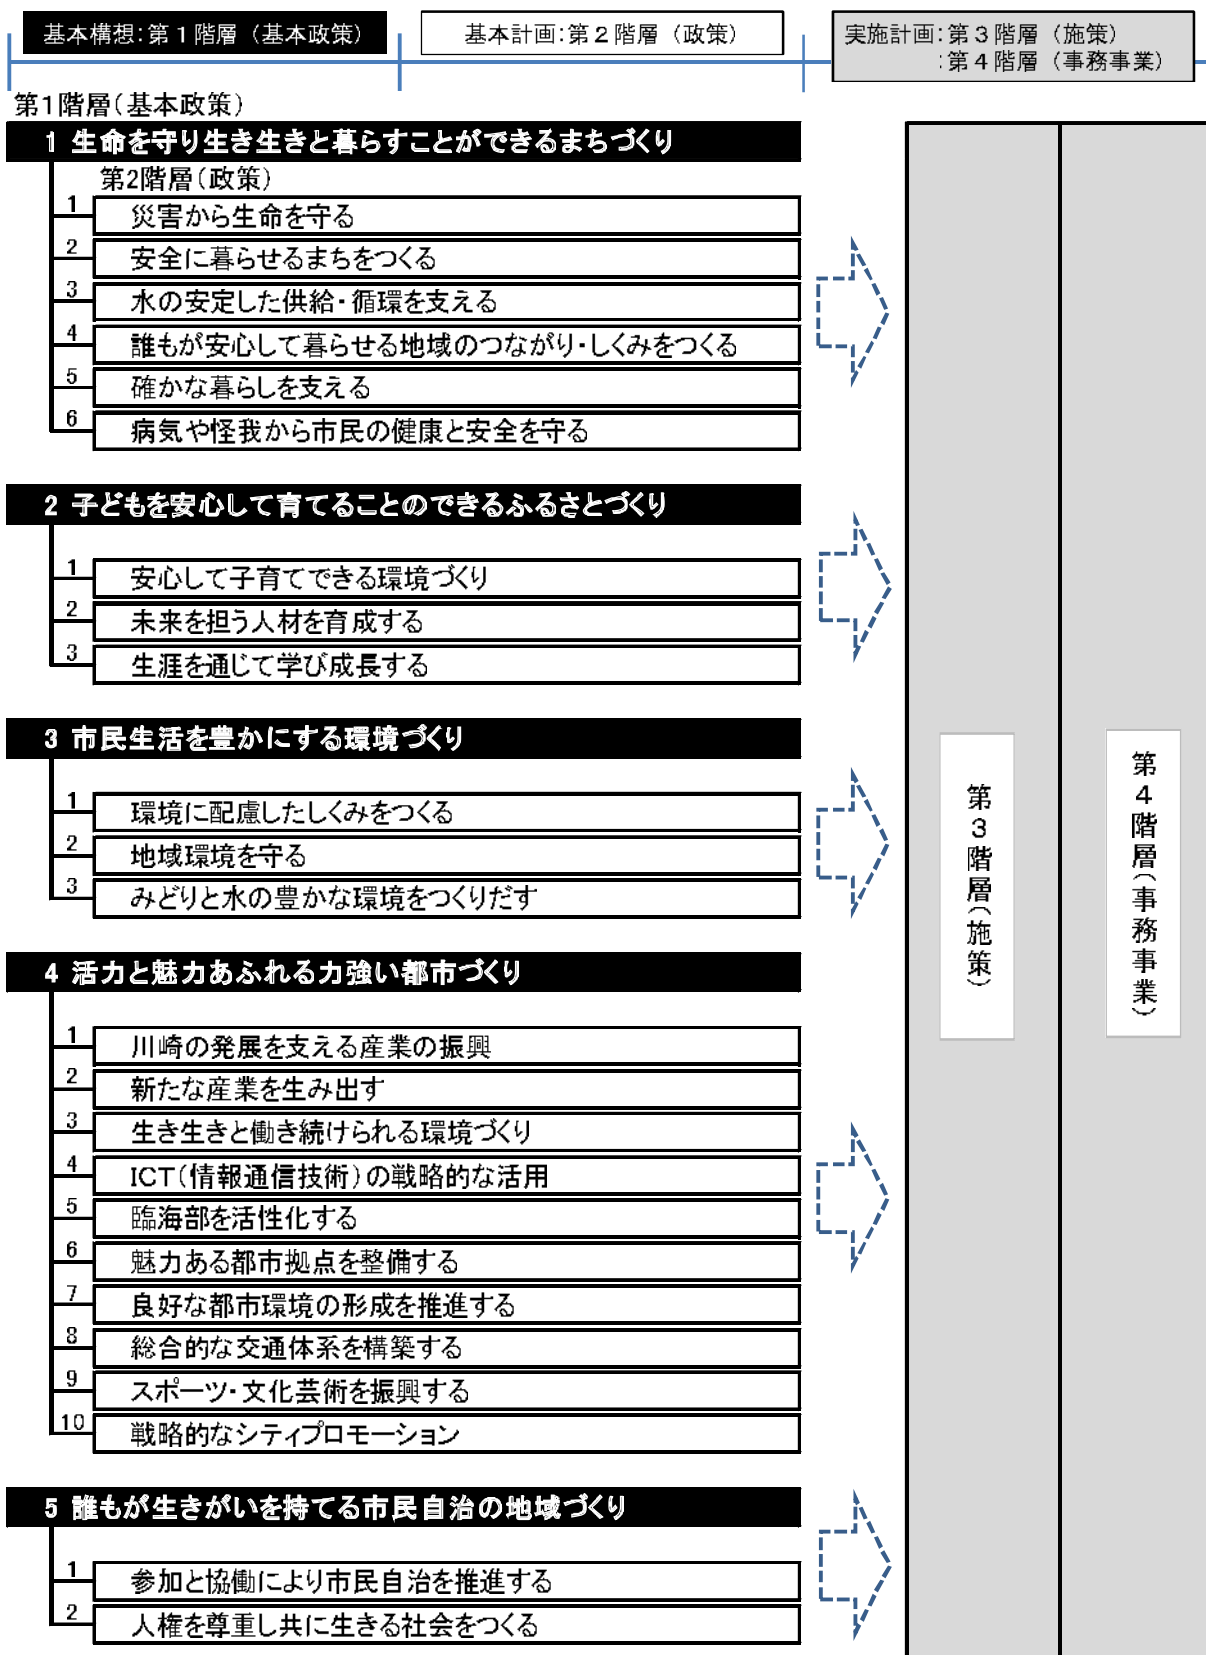 基本構想:第１階層（基本政策）
基本計画:第２階層（政策）
実施計画:第３階層（施策）
:第４階層（事務事業）
第1階層(基本政策)
1 生命を守り生き生きと暮らすことができるまちづくり
第2階層(政策)
1 災害から生命を守る
2 安全に暮らせるまちをつくる
3 水の安定した供給・循環を支える
4 誰もが安心して暮らせる地域のつながり・しくみをつくる
5 確かな暮らしを支える
6 病気や怪我から市民の健康と安全を守る
2 子どもを安心して育てることのできるふるさとづくり
1 安心して子育てできる環境づくり
2 未来を担う人材を育成する
3 生涯を通じて学び成長する
3 市民生活を豊かにする環境づくり
1 環境に配慮したしくみをつくる
2 地域環境を守る
3 みどりと水の豊かな環境をつくりだす
4 活力と魅力あふれる力強い都市づくり
1 川崎の発展を支える産業の振興
2 新たな産業を生み出す
3 生き生きと働き続けられる環境づくり
4 ICT(情報通信技術)の戦略的な活用
5 臨海部を活性化する
6 魅力ある都市拠点を整備する
7 良好な都市環境の形成を推進する
8 総合的な交通体系を構築する
9 スポーツ・文化芸術を振興する
10 戦略的なシティプロモーション
5 誰もが生きがいを持てる市民自治の地域づくり
1 参加と協働により市民自治を推進する
2 人権を尊重し共に生きる社会をつくる
第３階層(施策)
第４階層(事務事業)